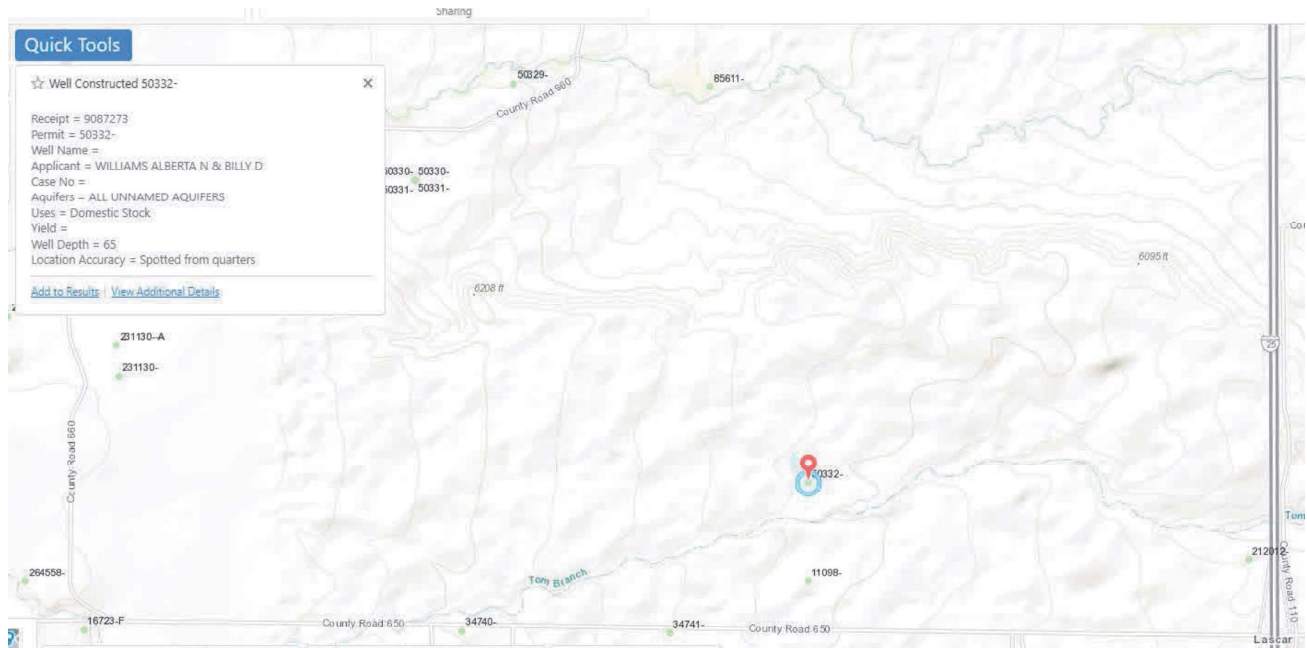 Sharing
Quick Tools
☆ Well Constructed 50332- ×
Receipt = 9087273
Permit = 50332-
Well Name =
Applicant = WILLIAMS ALBERTA N & BILLY D
Case No =
Aquifers = ALL UNNAMED AQUIFERS
Uses = Domestic Stock
Yield =
Well Depth = 65
Location Accuracy = Spotted from quarters
Add to Results | View Additional Details
50329-
County Road 960
85611-
50330- 50330-
50331- 50331-
6095 ft
6208 ft
231130--A
231130-
25
County Road 660
50332-
Tom Branch
264558-
11098-
212012-
16723-F
County Road 650
34740-
34741-
County Road 650
County Road 110
Lascar